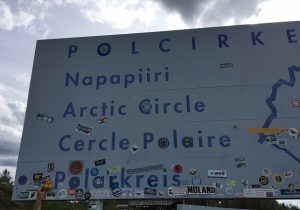 POLCIRKE
Napapiiri
Arctic Circle
Cercle Polaire
Polarkreis
MOLAND